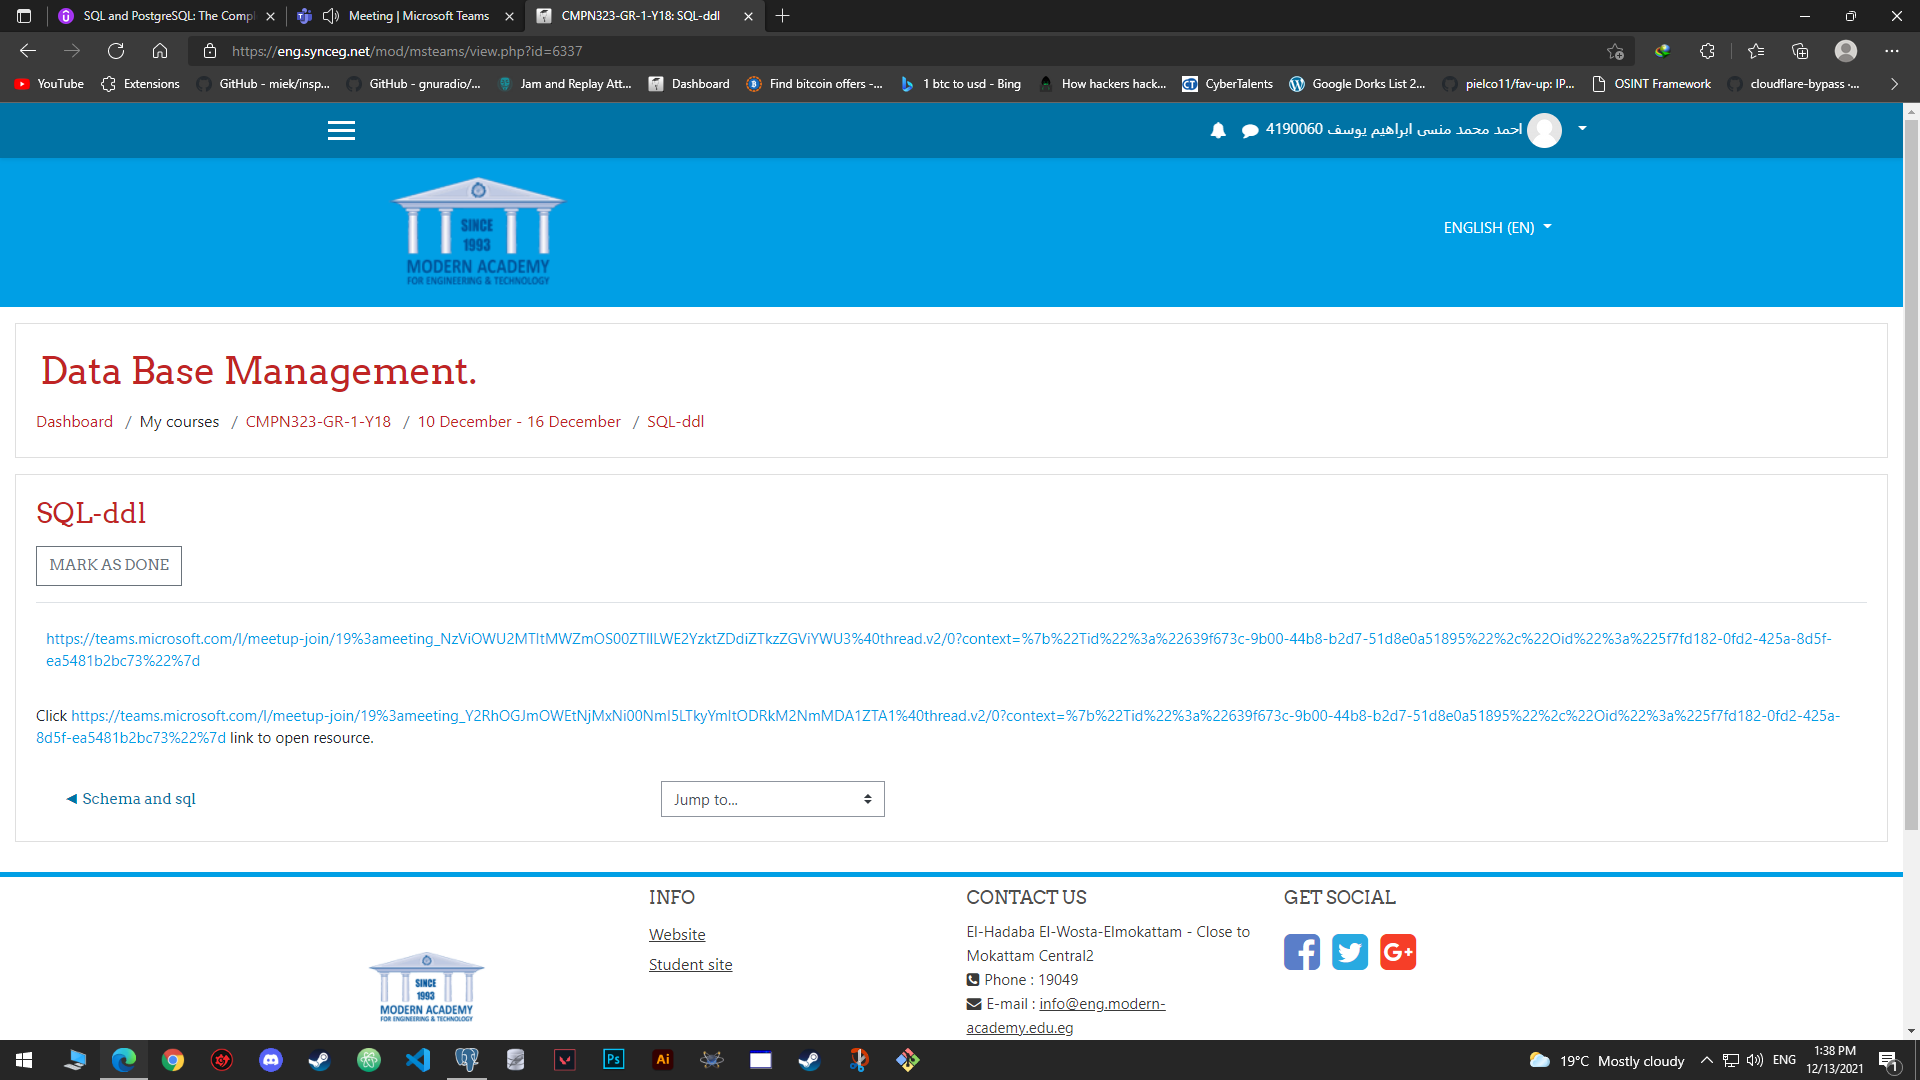 SQL and PostgreSQL: The Compl
Meeting | Microsoft Teams
CMPN323-GR-1-Y18: SQL-ddl
https://eng.synceg.net/mod/msteams/view.php?id=6337
YouTube
Extensions
GitHub - miek/insp...
GitHub - gnuradio/...
Jam and Replay Att...
Dashboard
Find bitcoin offers -...
1 btc to usd - Bing
How hackers hack...
CyberTalents
Google Dorks List 2...
pielco11/fav-up: IP...
OSINT Framework
cloudflare-bypass -...
احمد محمد منسى ابراهيم يوسف 4190060
SINCE
1993
MODERN ACADEMY
FOR ENGINEERING & TECHNOLOGY
ENGLISH (EN)
Data Base Management.
Dashboard / My courses / CMPN323-GR-1-Y18 / 10 December - 16 December / SQL-ddl
SQL-ddl
MARK AS DONE
https://teams.microsoft.com/l/meetup-join/19%3ameeting_NzViOWU2MTItMWZmOS00ZTllLWE2YzktZDdiZTkzZGViYWU3%40thread.v2/0?context=%7b%22Tid%22%3a%22639f673c-9b00-44b8-b2d7-51d8e0a51895%22%2c%22Oid%22%3a%225f7fd182-0fd2-425a-8d5f-
ea5481b2bc73%22%7d
Click https://teams.microsoft.com/l/meetup-join/19%3ameeting_Y2RhOGJmOWEtNjMxNi00NmI5LTkyYmItODRkM2NmMDA1ZTA1%40thread.v2/0?context=%7b%22Tid%22%3a%22639f673c-9b00-44b8-b2d7-51d8e0a51895%22%2c%22Oid%22%3a%225f7fd182-0fd2-425a-
8d5f-ea5481b2bc73%22%7d link to open resource.
◄ Schema and sql
Jump to...
INFO
Website
Student site
CONTACT US
El-Hadaba El-Wosta-Elmokattam - Close to
Mokattam Central2
Phone : 19049
E-mail : info@eng.modern-
academy.edu.eg
GET SOCIAL
SINCE
1993
MODERN ACADEMY
FOR ENGINEERING & TECHNOLOGY
Ps
Ai
19°C Mostly cloudy
ENG
1:38 PM
12/13/2021
1